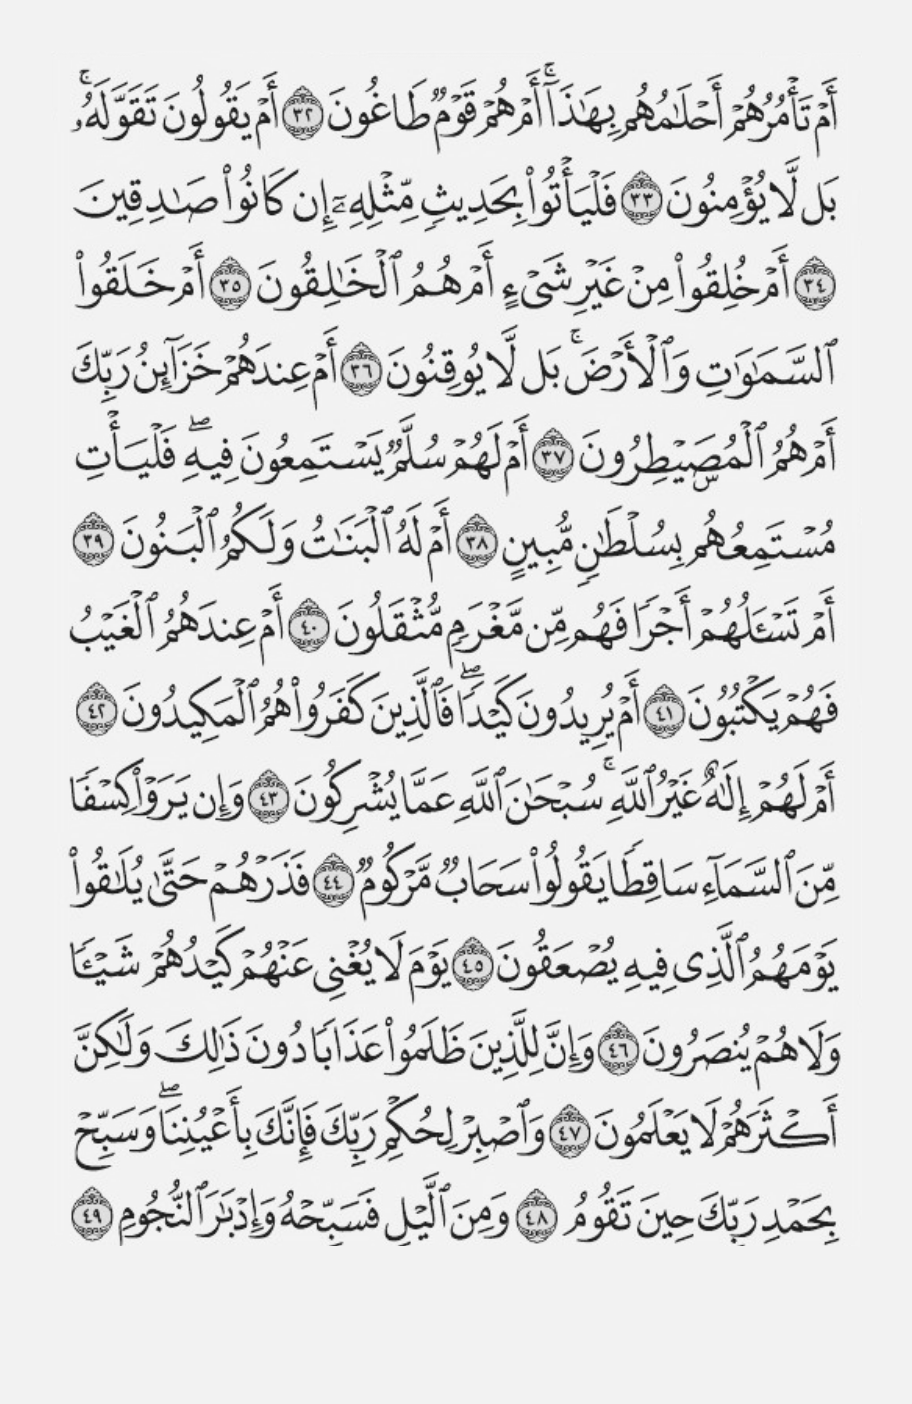 أَمْ تَأْمُرُهُمْ أَحْلَٰمُهُم بِهَٰذَآ ۚ أَمْ هُمْ قَوْمٌ طَاغُونَ ٣٢ أَمْ يَقُولُونَ تَقَوَّلَهُۥ ۚ
بَل لَّا يُؤْمِنُونَ ٣٣ فَلْيَأْتُوا۟ بِحَدِيثٍ مِّثْلِهِۦٓ إِن كَانُوا۟ صَٰدِقِينَ
٣٤ أَمْ خُلِقُوا۟ مِنْ غَيْرِ شَىْءٍ أَمْ هُمُ ٱلْخَٰلِقُونَ ٣٥ أَمْ خَلَقُوا۟
ٱلسَّمَٰوَٰتِ وَٱلْأَرْضَ ۚ بَل لَّا يُوقِنُونَ ٣٦ أَمْ عِندَهُمْ خَزَآئِنُ رَبِّكَ
أَمْ هُمُ ٱلْمُصَۣيْطِرُونَ ٣٧ أَمْ لَهُمْ سُلَّمٌ يَسْتَمِعُونَ فِيهِ ۖ فَلْيَأْتِ
مُسْتَمِعُهُم بِسُلْطَٰنٍ مُّبِينٍ ٣٨ أَمْ لَهُ ٱلْبَنَٰتُ وَلَكُمُ ٱلْبَنُونَ ٣٩
أَمْ تَسْـَٔلُهُمْ أَجْرًا فَهُم مِّن مَّغْرَمٍ مُّثْقَلُونَ ٤٠ أَمْ عِندَهُمُ ٱلْغَيْبُ
فَهُمْ يَكْتُبُونَ ٤١ أَمْ يُرِيدُونَ كَيْدًا ۖ فَٱلَّذِينَ كَفَرُوا۟ هُمُ ٱلْمَكِيدُونَ ٤٢
أَمْ لَهُمْ إِلَٰهٌ غَيْرُ ٱللَّهِ ۚ سُبْحَٰنَ ٱللَّهِ عَمَّا يُشْرِكُونَ ٤٣ وَإِن يَرَوْا۟ كِسْفًا
مِّنَ ٱلسَّمَآءِ سَاقِطًا يَقُولُوا۟ سَحَابٌ مَّرْكُومٌ ٤٤ فَذَرْهُمْ حَتَّىٰ يُلَٰقُوا۟
يَوْمَهُمُ ٱلَّذِى فِيهِ يُصْعَقُونَ ٤٥ يَوْمَ لَا يُغْنِى عَنْهُمْ كَيْدُهُمْ شَيْـًٔا
وَلَا هُمْ يُنصَرُونَ ٤٦ وَإِنَّ لِلَّذِينَ ظَلَمُوا۟ عَذَابًا دُونَ ذَٰلِكَ وَلَٰكِنَّ
أَكْثَرَهُمْ لَا يَعْلَمُونَ ٤٧ وَٱصْبِرْ لِحُكْمِ رَبِّكَ فَإِنَّكَ بِأَعْيُنِنَا ۖ وَسَبِّحْ
بِحَمْدِ رَبِّكَ حِينَ تَقُومُ ٤٨ وَمِنَ ٱلَّيْلِ فَسَبِّحْهُ وَإِدْبَٰرَ ٱلنُّجُومِ ٤٩